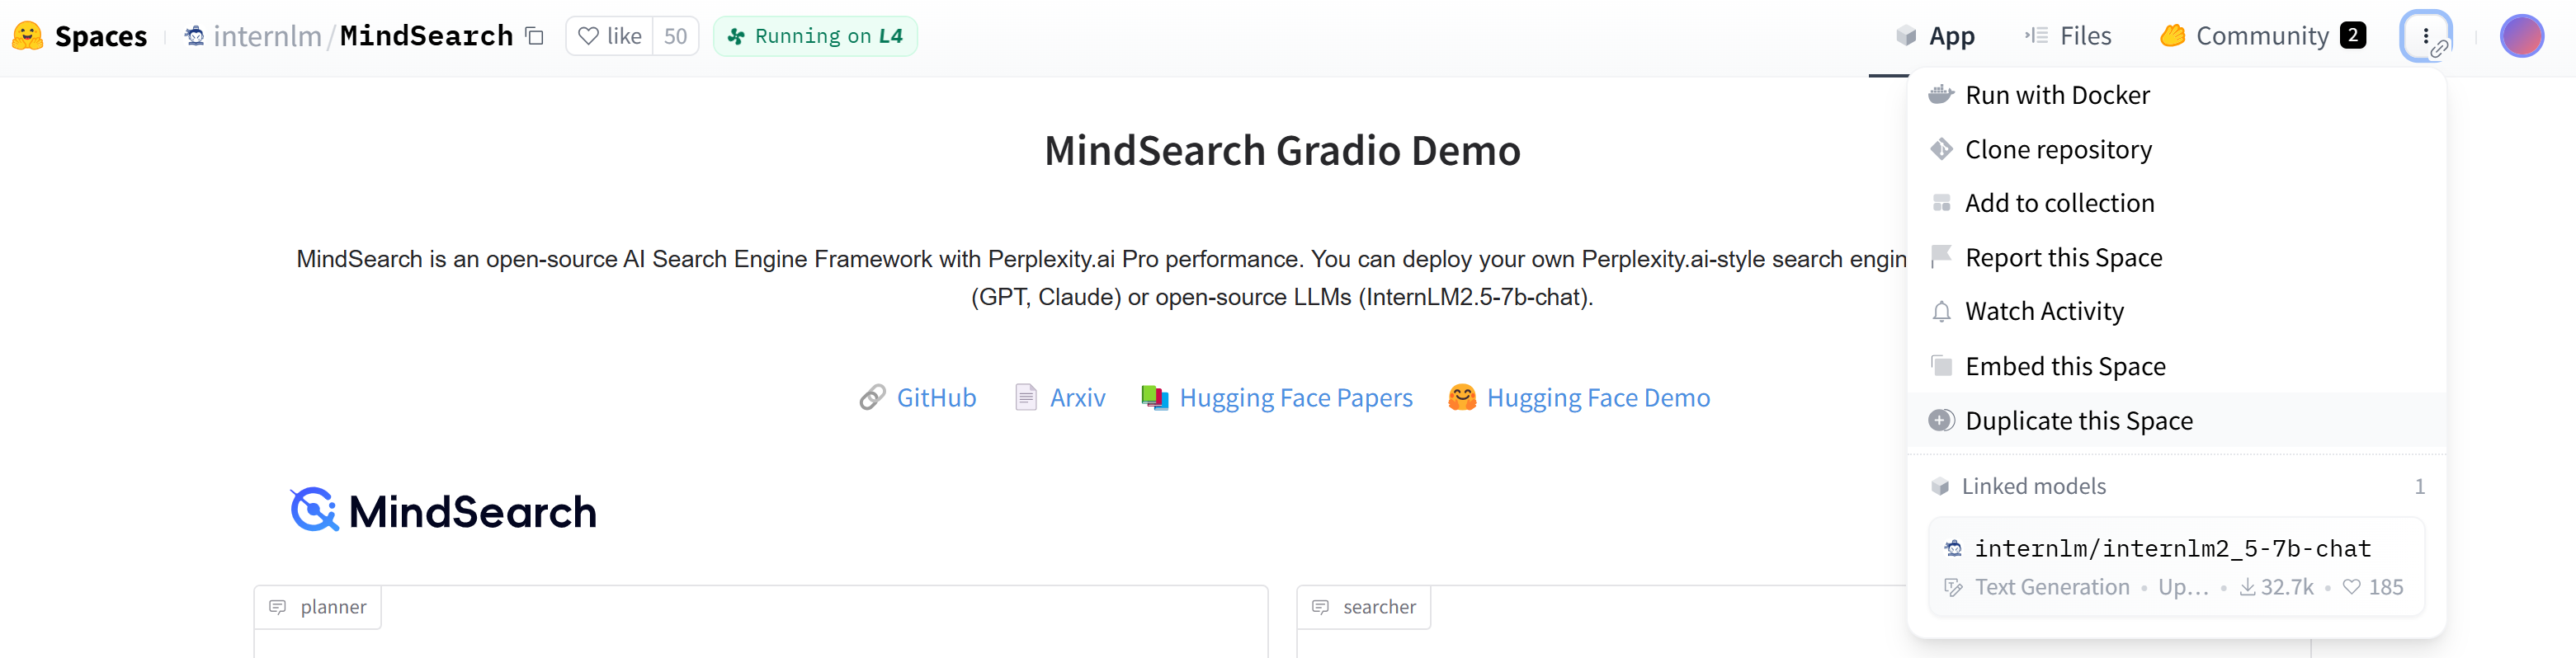 Spaces internlm/MindSearch like 50 Running on L4 App Files Community 2
Run with Docker
Clone repository
Add to collection
Report this Space
Watch Activity
Embed this Space
Duplicate this Space
Linked models 1
internlm/internlm2_5-7b-chat
Text Generation • Up... • 32.7k • 185
MindSearch Gradio Demo
MindSearch is an open-source AI Search Engine Framework with Perplexity.ai Pro performance. You can deploy your own Perplexity.ai-style search engin
(GPT, Claude) or open-source LLMs (InternLM2.5-7b-chat).
GitHub Arxiv Hugging Face Papers Hugging Face Demo
MindSearch
planner searcher